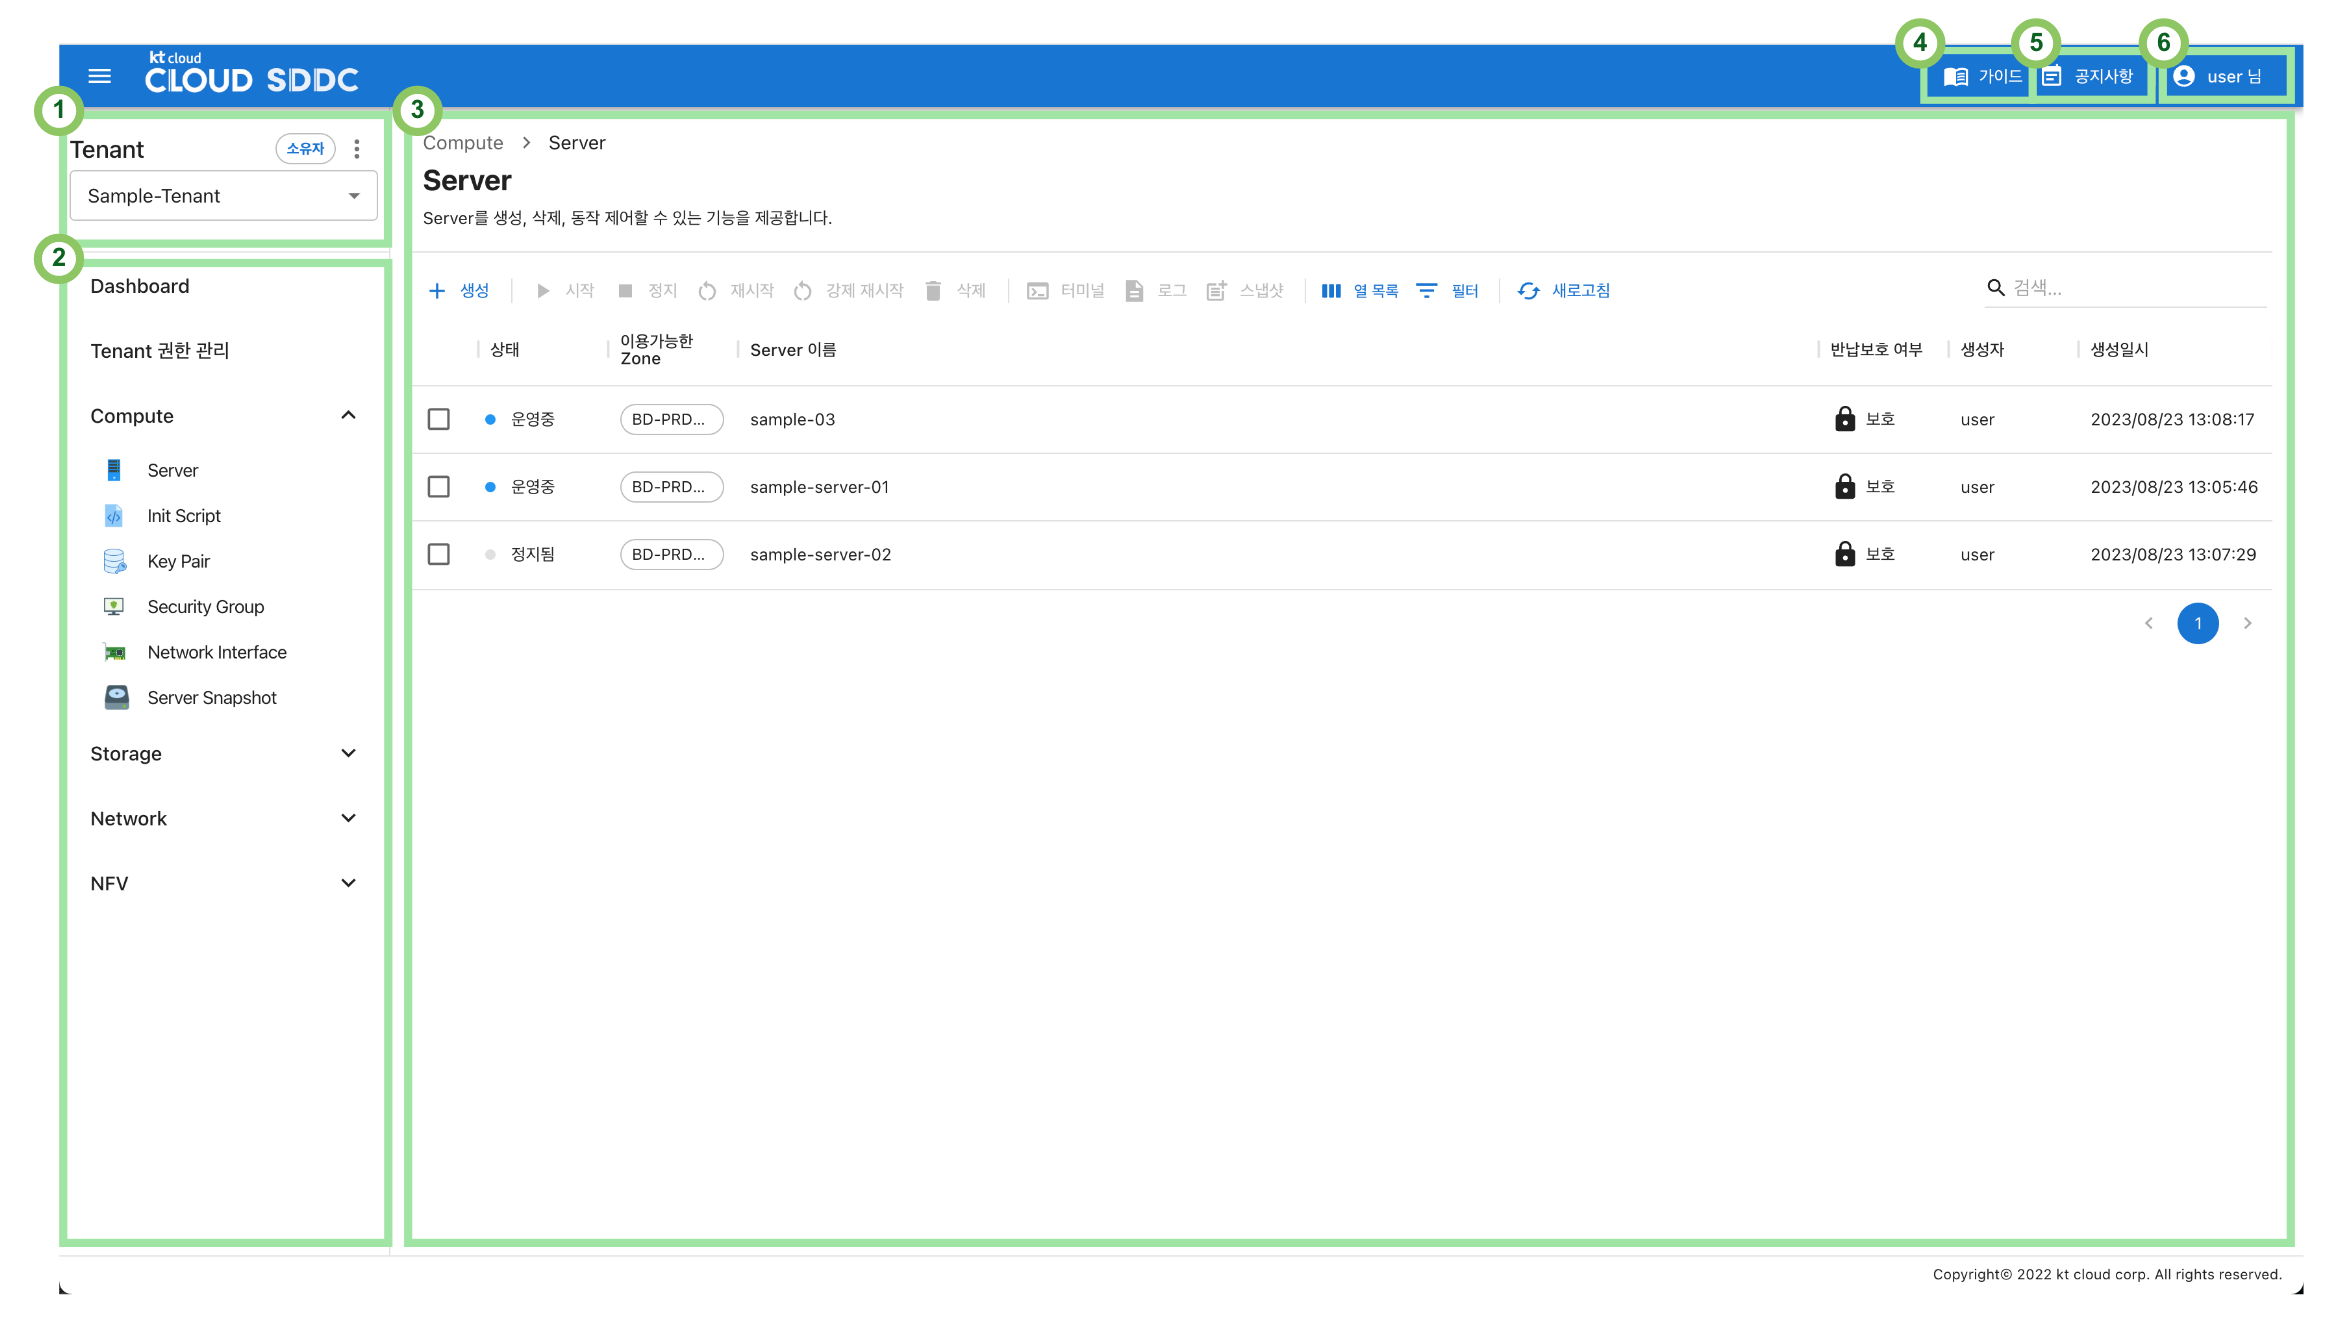 4
5
6
kt cloud
CLOUD SDDC
가이드
공지사항
user 님
1
Tenant
소유자
Sample-Tenant
2
Dashboard
Tenant 권한 관리
Compute
Server
Init Script
Key Pair
Security Group
Network Interface
Server Snapshot
Storage
Network
NFV
3
Compute > Server
Server
Server를 생성, 삭제, 동작 제어할 수 있는 기능을 제공합니다.
생성 시작 정지 재시작 강제 재시작 삭제 터미널 로그 스냅샷 열 목록 필터 새로고침 검색...
상태 이용가능한 Zone Server 이름 반납보호 여부 생성자 생성일시
운영중 BD-PRD... sample-03 보호 user 2023/08/23 13:08:17
운영중 BD-PRD... sample-server-01 보호 user 2023/08/23 13:05:46
정지됨 BD-PRD... sample-server-02 보호 user 2023/08/23 13:07:29
1
Copyright© 2022 kt cloud corp. All rights reserved.